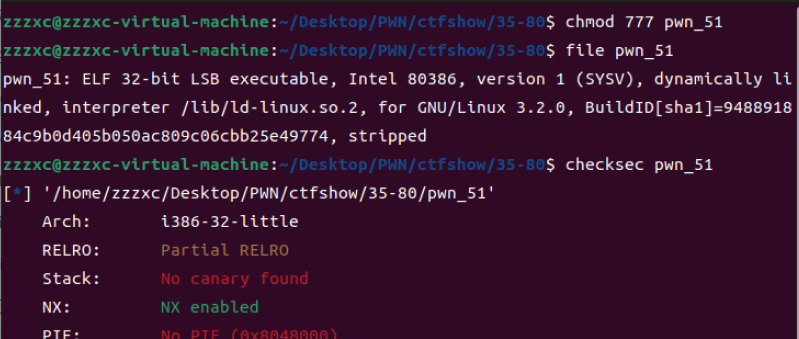 zzzxc@zzzxc-virtual-machine:~/Desktop/PWN/ctfshow/35-80$ chmod 777 pwn_51
zzzxc@zzzxc-virtual-machine:~/Desktop/PWN/ctfshow/35-80$ file pwn_51
pwn_51: ELF 32-bit LSB executable, Intel 80386, version 1 (SYSV), dynamically li
nked, interpreter /lib/ld-linux.so.2, for GNU/Linux 3.2.0, BuildID[sha1]=9488918
84c9b0d405b050ac809c06cbb25e49774, stripped
zzzxc@zzzxc-virtual-machine:~/Desktop/PWN/ctfshow/35-80$ checksec pwn_51
[*] '/home/zzzxc/Desktop/PWN/ctfshow/35-80/pwn_51'
Arch: i386-32-little
RELRO: Partial RELRO
Stack: No canary found
NX: NX enabled
PIE: No PIE (0x8048000)